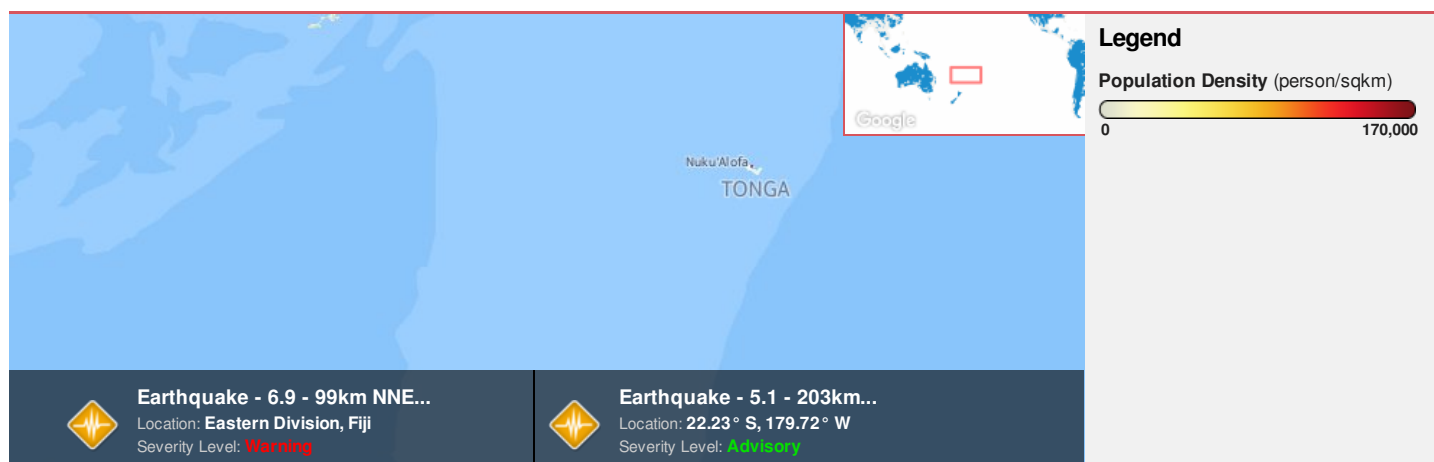 Google
Nuku'Alofa
TONGA
Legend
Population Density (person/sqkm)
0 170,000
Earthquake - 6.9 - 99km NNE...
Location: Eastern Division, Fiji
Severity Level: Warning
Earthquake - 5.1 - 203km...
Location: 22.23° S, 179.72° W
Severity Level: Advisory